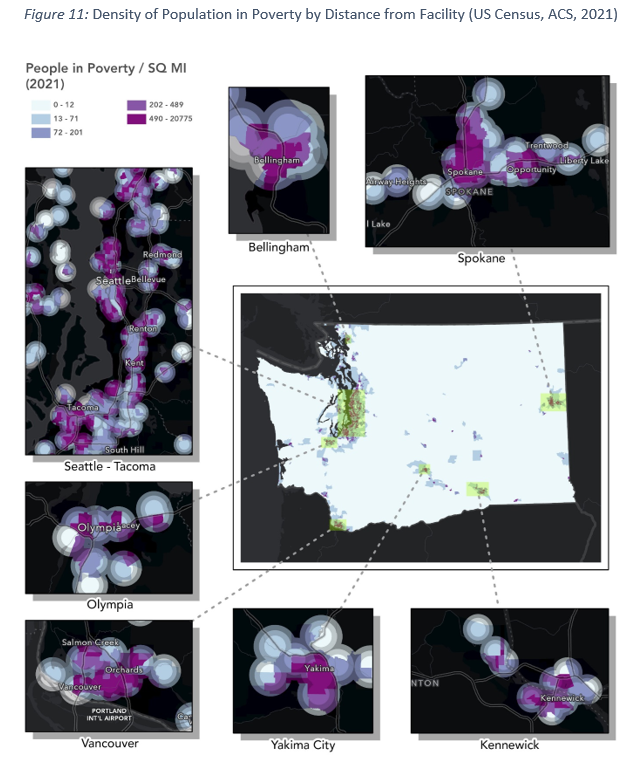 Figure 11: Density of Population in Poverty by Distance from Facility (US Census, ACS, 2021)
People in Poverty / SQ MI
(2021)
0 - 12
13 - 71
72 - 201
202 - 489
490 - 20775
Bellingham
Bellingham
Trentwood
Liberty Lake
Spokane
Opportunity
Airway Heights
SPOKANE
l Lake
Spokane
Redmond
Seattle
Bellevue
Renton
Kent
Tacoma
South Hill
Seattle - Tacoma
Olympia
cey
Olympia
Salmon Creek
Orchards
Vancouver
PORTLAND
INT'L AIRPORT
Ca
Vancouver
Yakima
Yakima City
NTON
Kennewick
Kennewick